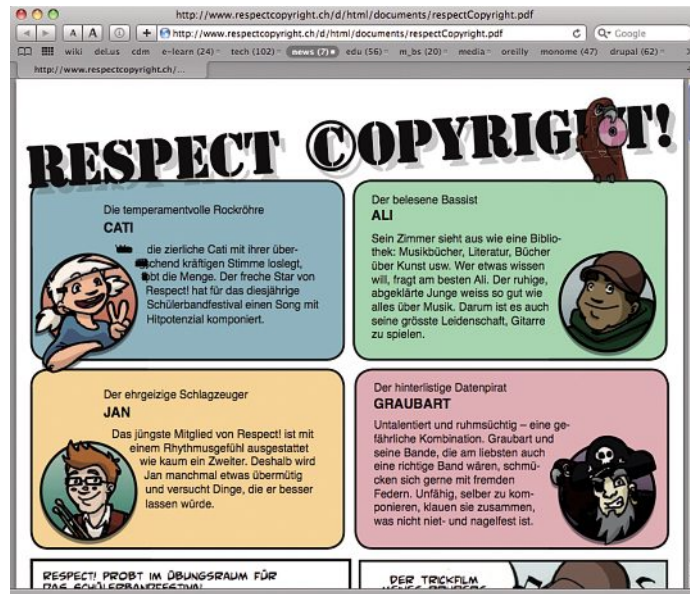 http://www.respectcopyright.ch/d/html/documents/respectCopyright.pdf
A A http://www.respectcopyright.ch/d/html/documents/respectCopyright.pdf Google
wiki del.us cdm e-learn (24) tech (102) news (7) edu (56) m_bs (20) media oreilly monome (47) drupal (62)
http://www.respectcopyright.ch/...
RESPECT ©OPYRIGHT!
Die temperamentvolle Rockröhre
CATI
die zierliche Cati mit ihrer über-
chend kräftigen Stimme loslegt,
bt die Menge. Der freche Star von
Respect! hat für das diesjährige
Schülerbandfestival einen Song mit
Hitpotenzial komponiert.
Der belesene Bassist
ALI
Sein Zimmer sieht aus wie eine Biblio-
thek: Musikbücher, Literatur, Bücher
über Kunst usw. Wer etwas wissen
will, fragt am besten Ali. Der ruhige,
abgeklärte Junge weiss so gut wie
alles über Musik. Darum ist es auch
seine grösste Leidenschaft, Gitarre
zu spielen.
Der ehrgeizige Schlagzeuger
JAN
Das jüngste Mitglied von Respect! ist mit
einem Rhythmusgefühl ausgestattet
wie kaum ein Zweiter. Deshalb wird
Jan manchmal etwas übermütig
und versucht Dinge, die er besser
lassen würde.
Der hinterlistige Datenpirat
GRAUBART
Untalentiert und ruhmsüchtig – eine ge-
fährliche Kombination. Graubart und
seine Bande, die am liebsten auch
eine richtige Band wären, schmü-
cken sich gerne mit fremden
Federn. Unfähig, selber zu kom-
ponieren, klauen sie zusammen,
was nicht niet- und nagelfest ist.
RESPECT! PROBT IM ÜBUNGSRAUM FÜR
DAS SCHÜLERBANDFESTIVAL
DER TRICKFILM